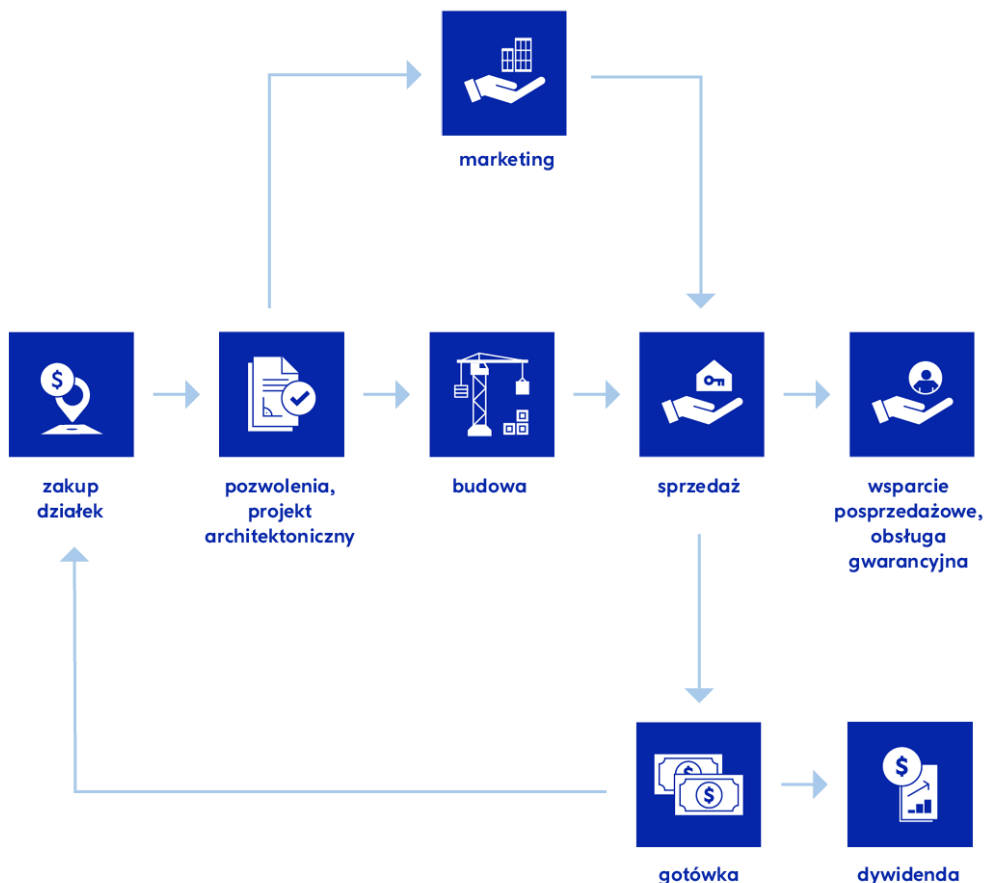 marketing
zakup
działek
pozwolenia,
projekt
architektoniczny
budowa
sprzedaż
wsparcie
posprzedażowe,
obsługa
gwarancyjna
gotówka
dywidenda